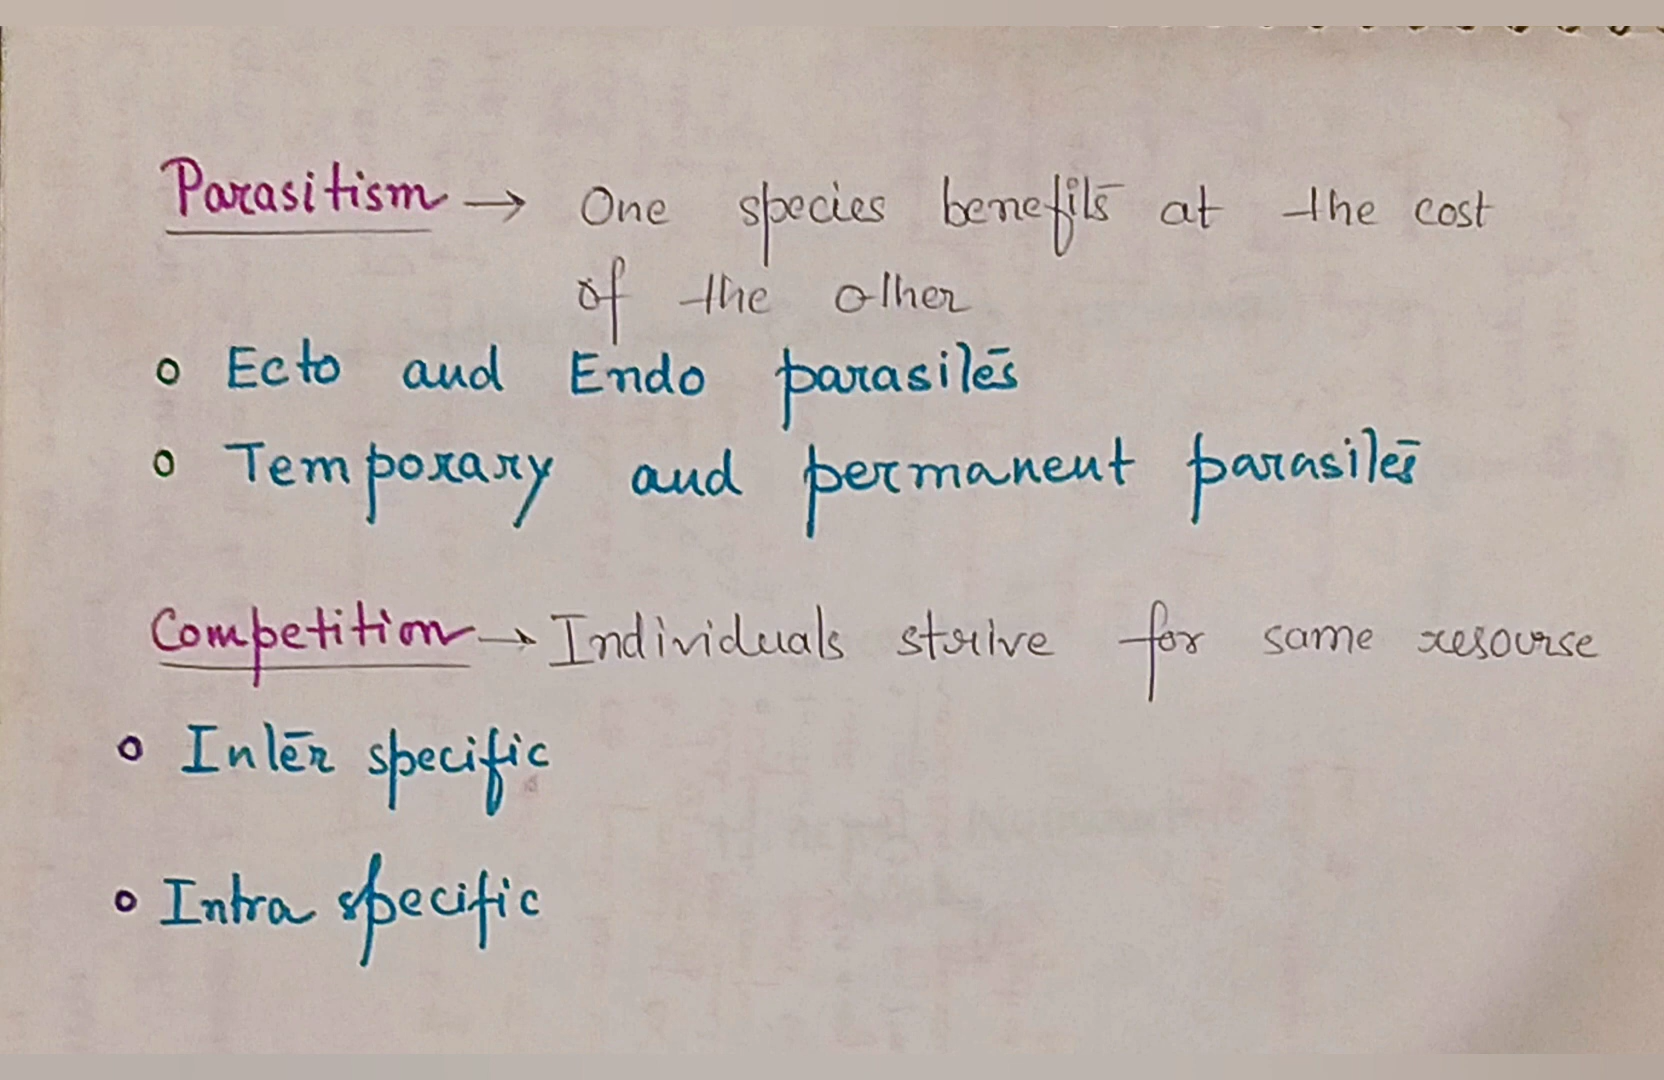 Parasitism → One species benefits at the cost
of the other
o Ecto and Endo parasites
o Temporary and permanent parasites
Competition → Individuals strive for same resourse
o Inter specific
o Intra specific